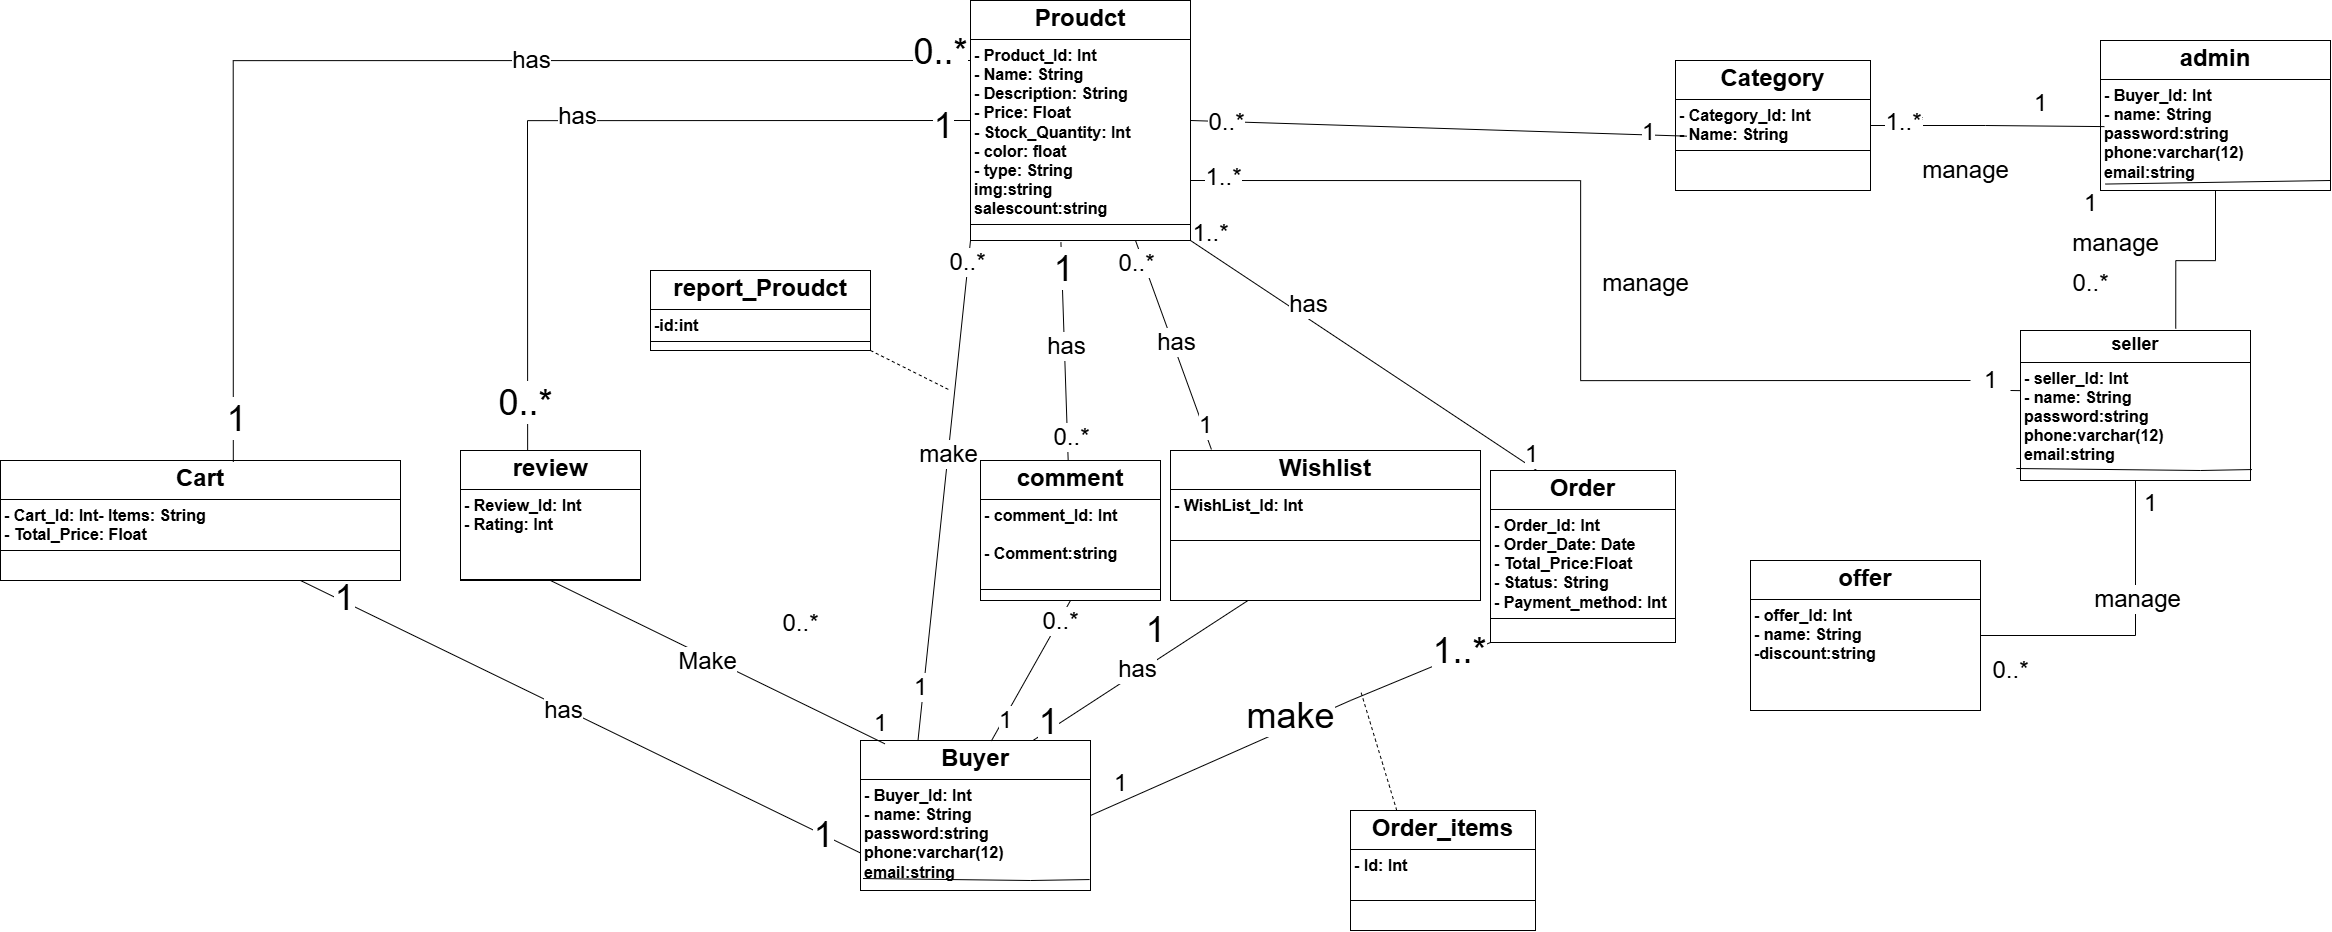 Proudct
- Product_Id: Int
- Name: String
- Description: String
- Price: Float
- Stock_Quantity: Int
- color: float
- type: String
img:string
salescount:string
has
0..*
1
has
1
0..*
Category
- Category_Id: Int
- Name: String
0..*
1
admin
- Buyer_Id: Int
- name: String
password:string
phone:varchar(12)
email:string
1..*
1
manage
1
manage
0..*
1..*
manage
1
seller
- seller_Id: Int
- name: String
password:string
phone:varchar(12)
email:string
1
manage
0..*
offer
- offer_Id: Int
- name: String
-discount:string
report_Proudct
-id:int
0..*
make
1
1
has
0..*
0..*
has
1
1..*
has
1
Cart
- Cart_Id: Int- Items: String
- Total_Price: Float
review
- Review_Id: Int
- Rating: Int
comment
- comment_Id: Int
- Comment:string
Wishlist
- WishList_Id: Int
Order
- Order_Id: Int
- Order_Date: Date
- Total_Price:Float
- Status: String
- Payment_method: Int
1
has
1
0..*
Make
1
0..*
1
1
has
1
1..*
make
1
Buyer
- Buyer_Id: Int
- name: String
password:string
phone:varchar(12)
email:string
Order_items
- Id: Int